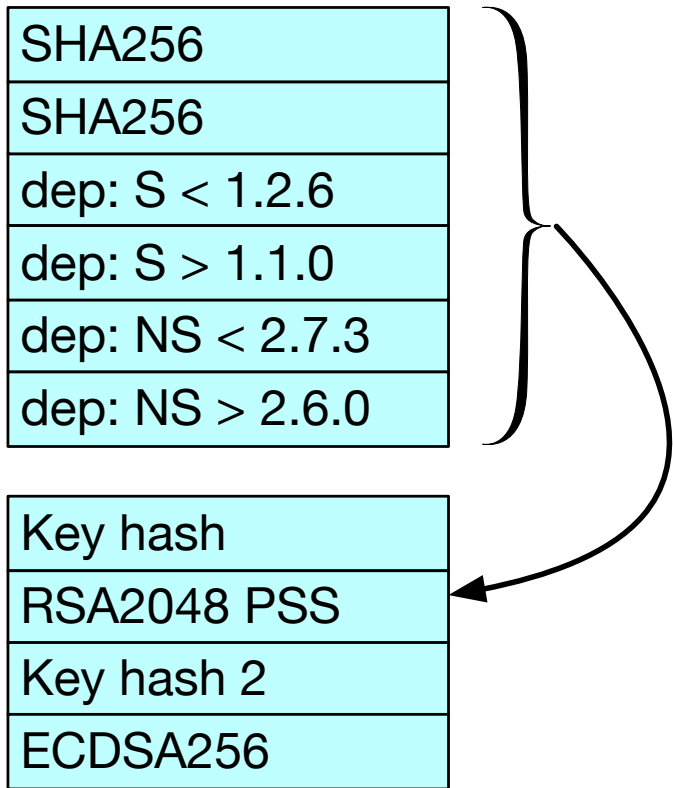 SHA256
SHA256
dep: S < 1.2.6
dep: S > 1.1.0
dep: NS < 2.7.3
dep: NS > 2.6.0
Key hash
RSA2048 PSS
Key hash 2
ECDSA256